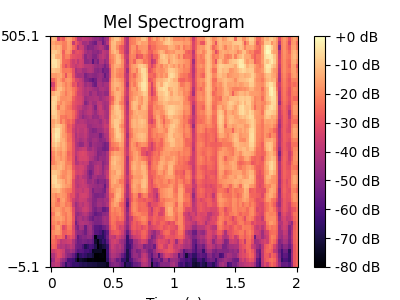 Mel Spectrogram
505.1
-5.1
0
0.5
1
1.5
2
+0 dB
-10 dB
-20 dB
-30 dB
-40 dB
-50 dB
-60 dB
-70 dB
-80 dB